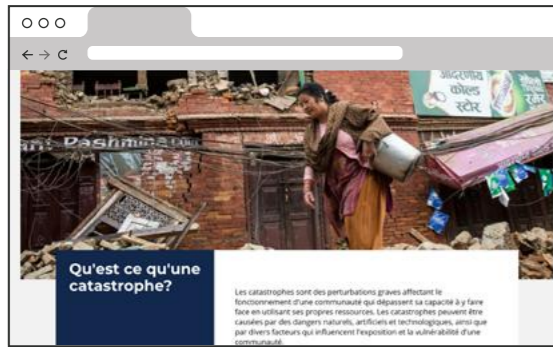 आदरणीय
कोल्ड
स्टोर
Pashmina
Qu'est ce qu'une
catastrophe?
Les catastrophes sont des perturbations graves affectant le
fonctionnement d'une communauté qui dépassent sa capacité à y faire
face en utilisant ses propres ressources. Les catastrophes peuvent être
causées par des dangers naturels, artificiels et technologiques, ainsi que
par divers facteurs qui influencent l'exposition et la vulnérabilité d'une
communauté.